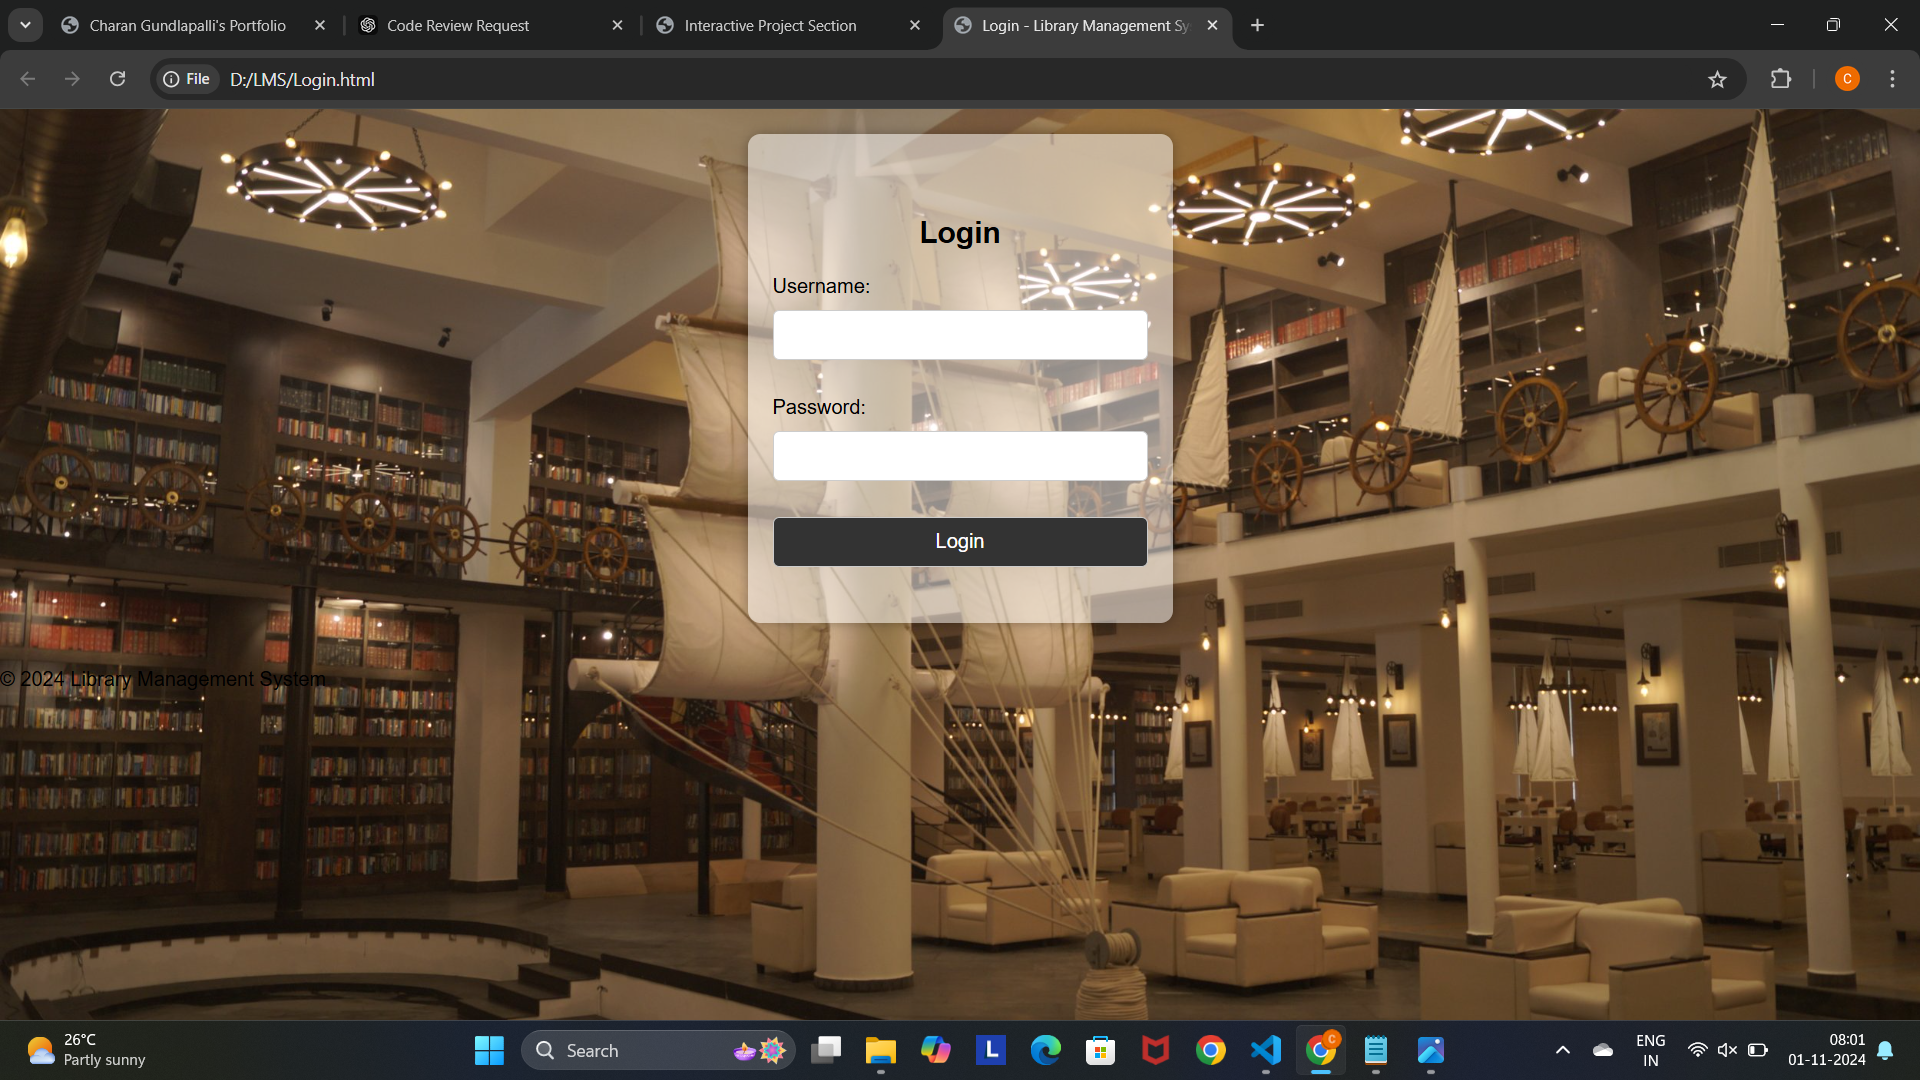 Charan Gundlapalli's Portfolio
Code Review Request
Interactive Project Section
Login - Library Management Sy
File
D:/LMS/Login.html
C
Login
Username:
Password:
Login
© 2024 Library Management System
26°C
Partly sunny
Search
L
C
ENG
IN
08:01
01-11-2024